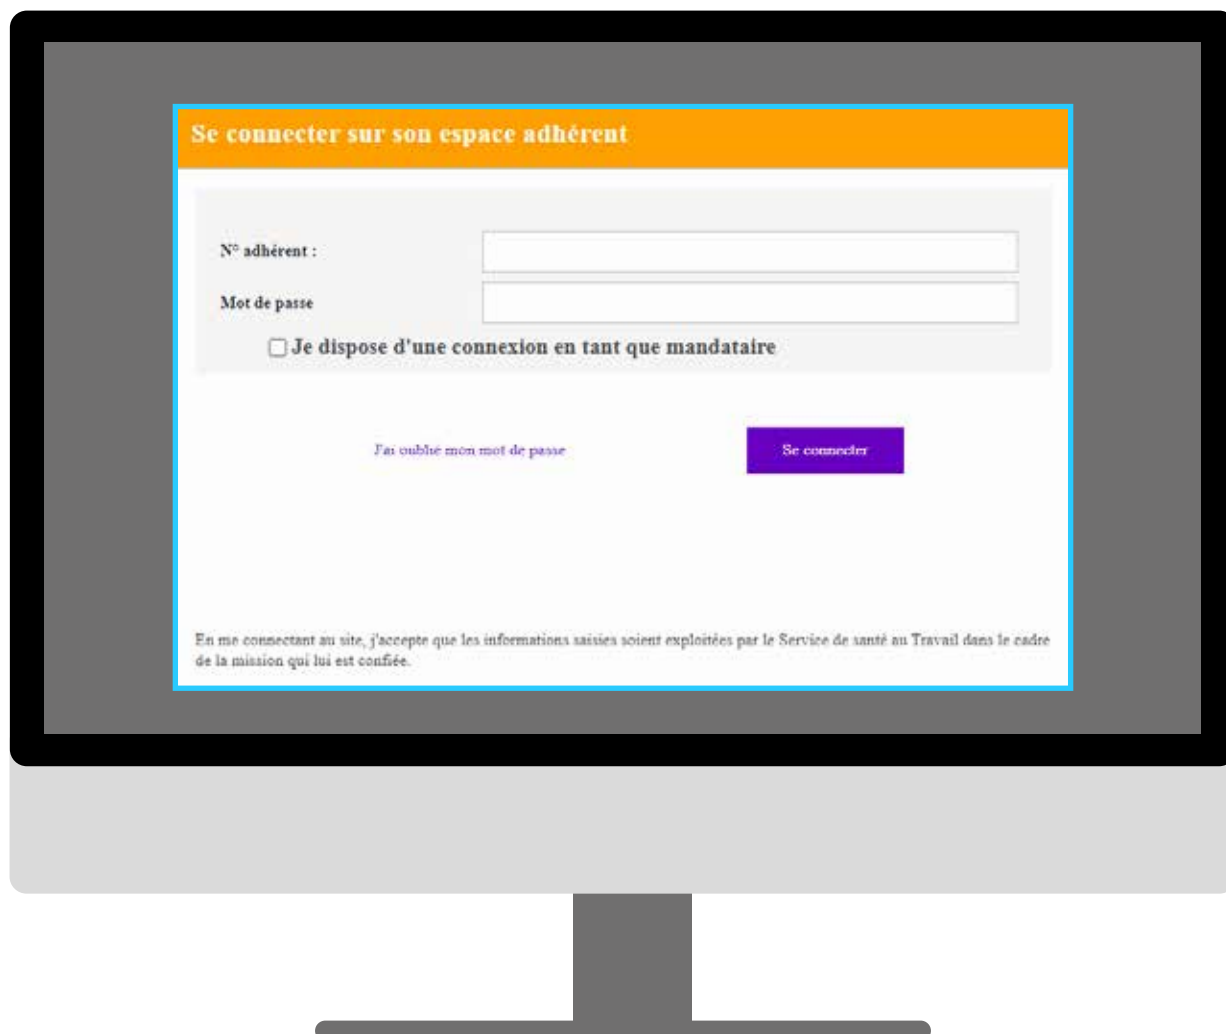 Se connecter sur son espace adhérent
N° adhérent :
Mot de passe
Je dispose d'une connexion en tant que mandataire
J'ai oublié mon mot de passe
Se connecter
En me connectant au site, j'accepte que les informations saisies soient exploitées par le Service de santé au Travail dans le cadre
de la mission qui lui est confiée.